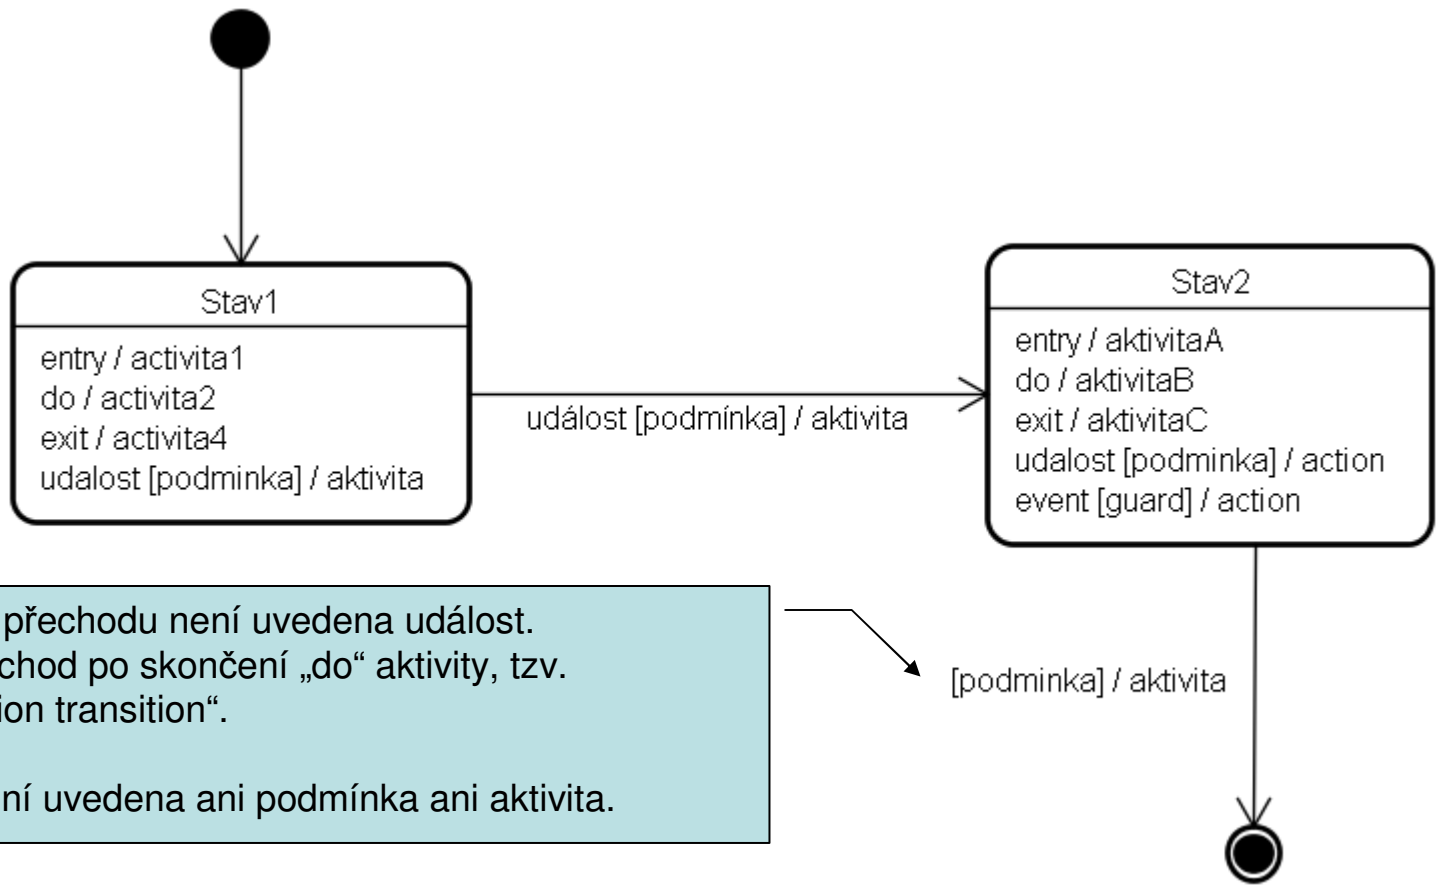 Stav1
entry / activita1
do / activita2
exit / activita4
udalost [podminka] / aktivita
událost [podmínka] / aktivita
Stav2
entry / aktivitaA
do / aktivitaB
exit / aktivitaC
udalost [podminka] / action
event [guard] / action
přechodu není uvedena událost.
chod po skončení „do“ aktivity, tzv.
ion transition“.
ní uvedena ani podmínka ani aktivita.
[podminka] / aktivita